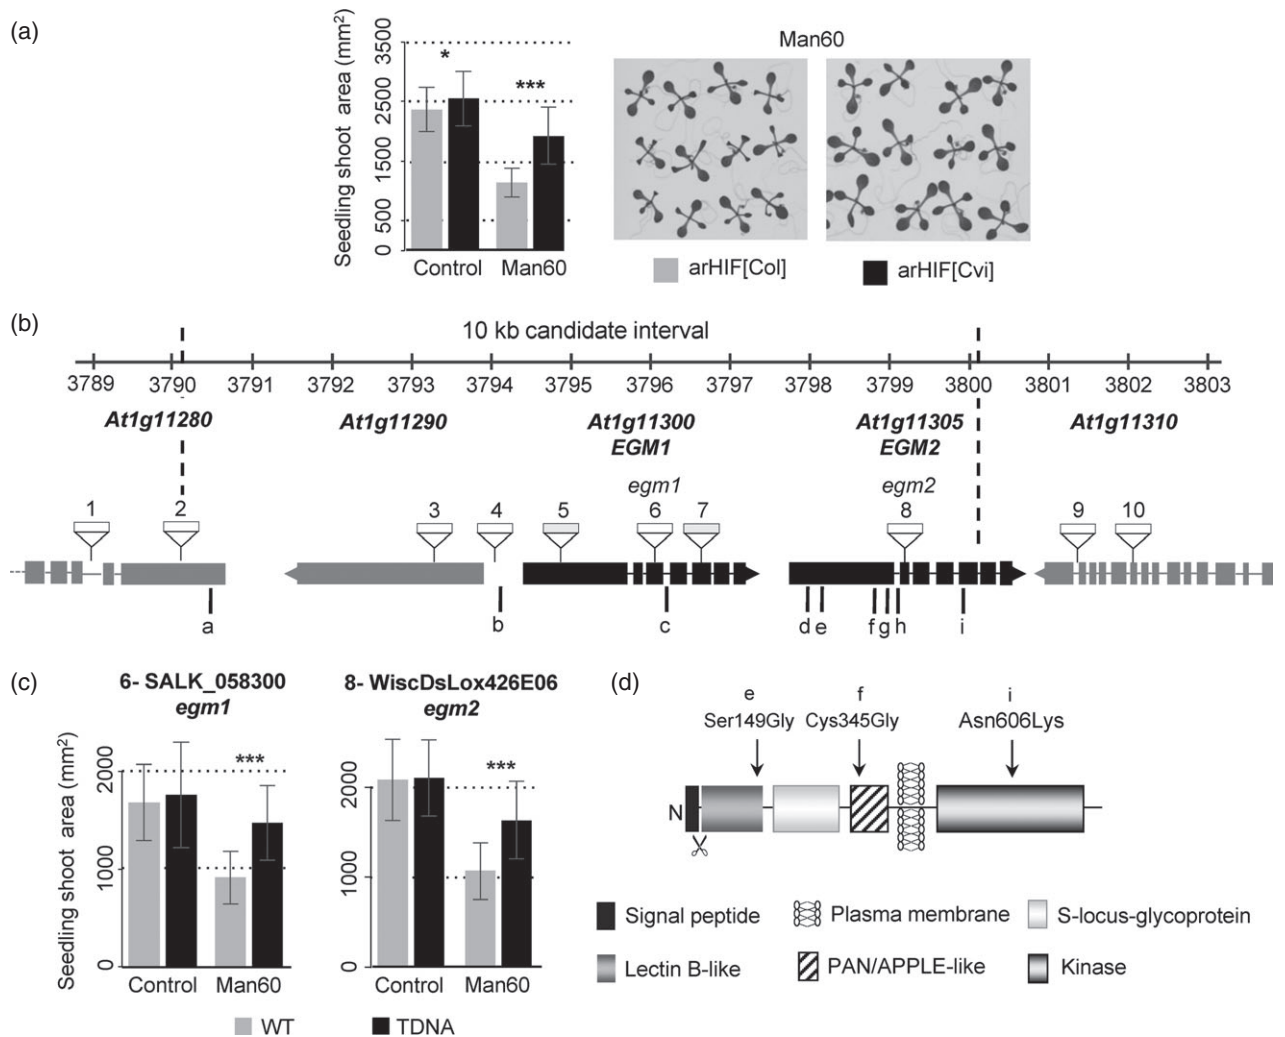 (a)
Seedling shoot area (mm²)
3500
2500
1500
500
0
*
***
Control
Man60
Man60
arHIF[Col]
arHIF[Cvi]
(b)
10 kb candidate interval
3789 3790 3791 3792 3793 3794 3795 3796 3797 3798 3799 3800 3801 3802 3803
At1g11280 At1g11290 At1g11300 At1g11305 At1g11310
EGM1 EGM2
egm1 egm2
1 2 3 4 5 6 7 8 9 10
a b c d e f g h i
(c)
6- SALK_058300
egm1
8- WiscDsLox426E06
egm2
Seedling shoot area (mm²)
2000
1000
0
***
Control Man60
2000
1000
0
***
Control Man60
WT
TDNA
(d)
e f i
Ser149Gly Cys345Gly Asn606Lys
N
Signal peptide
Plasma membrane
S-locus-glycoprotein
Lectin B-like
PAN/APPLE-like
Kinase